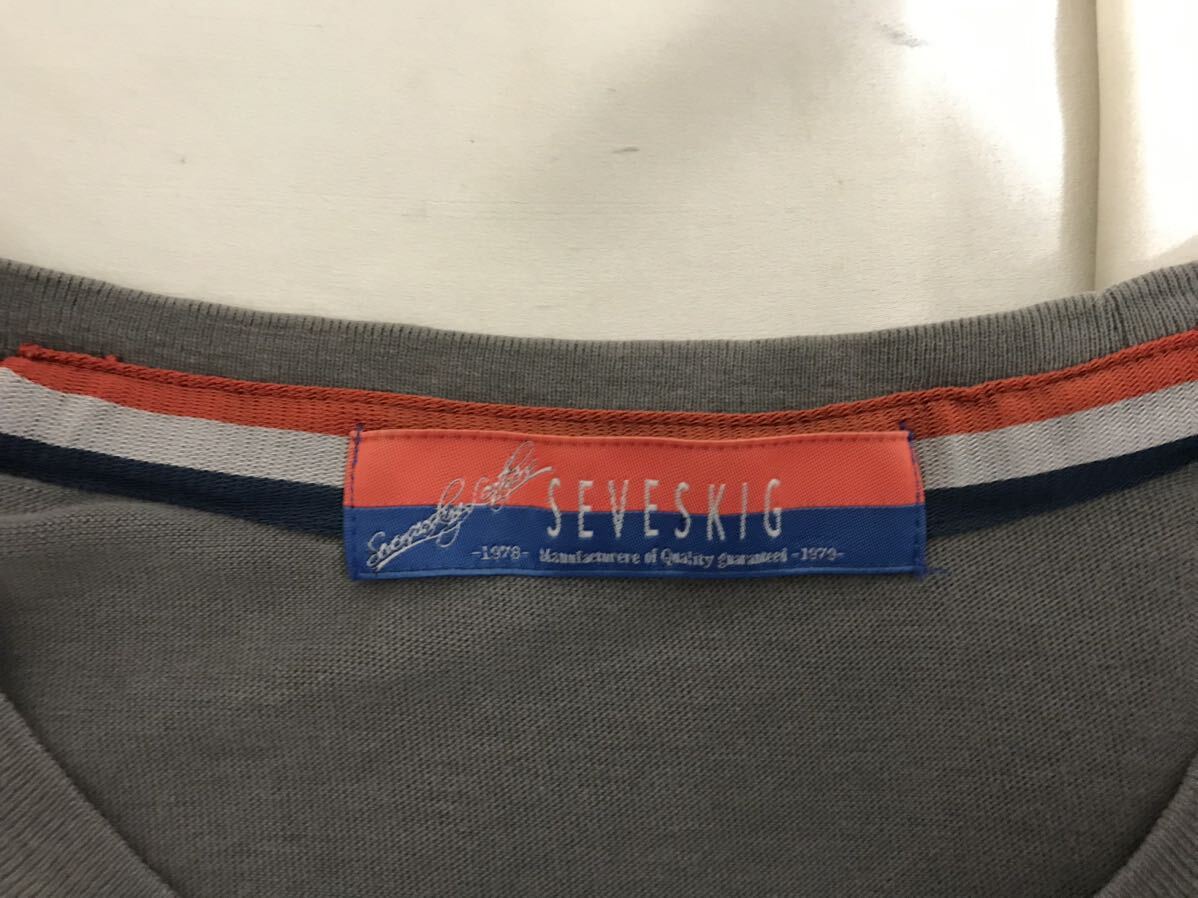 SEVESKIG
-1978- Manufacturere of Quality guaranteed -1979-